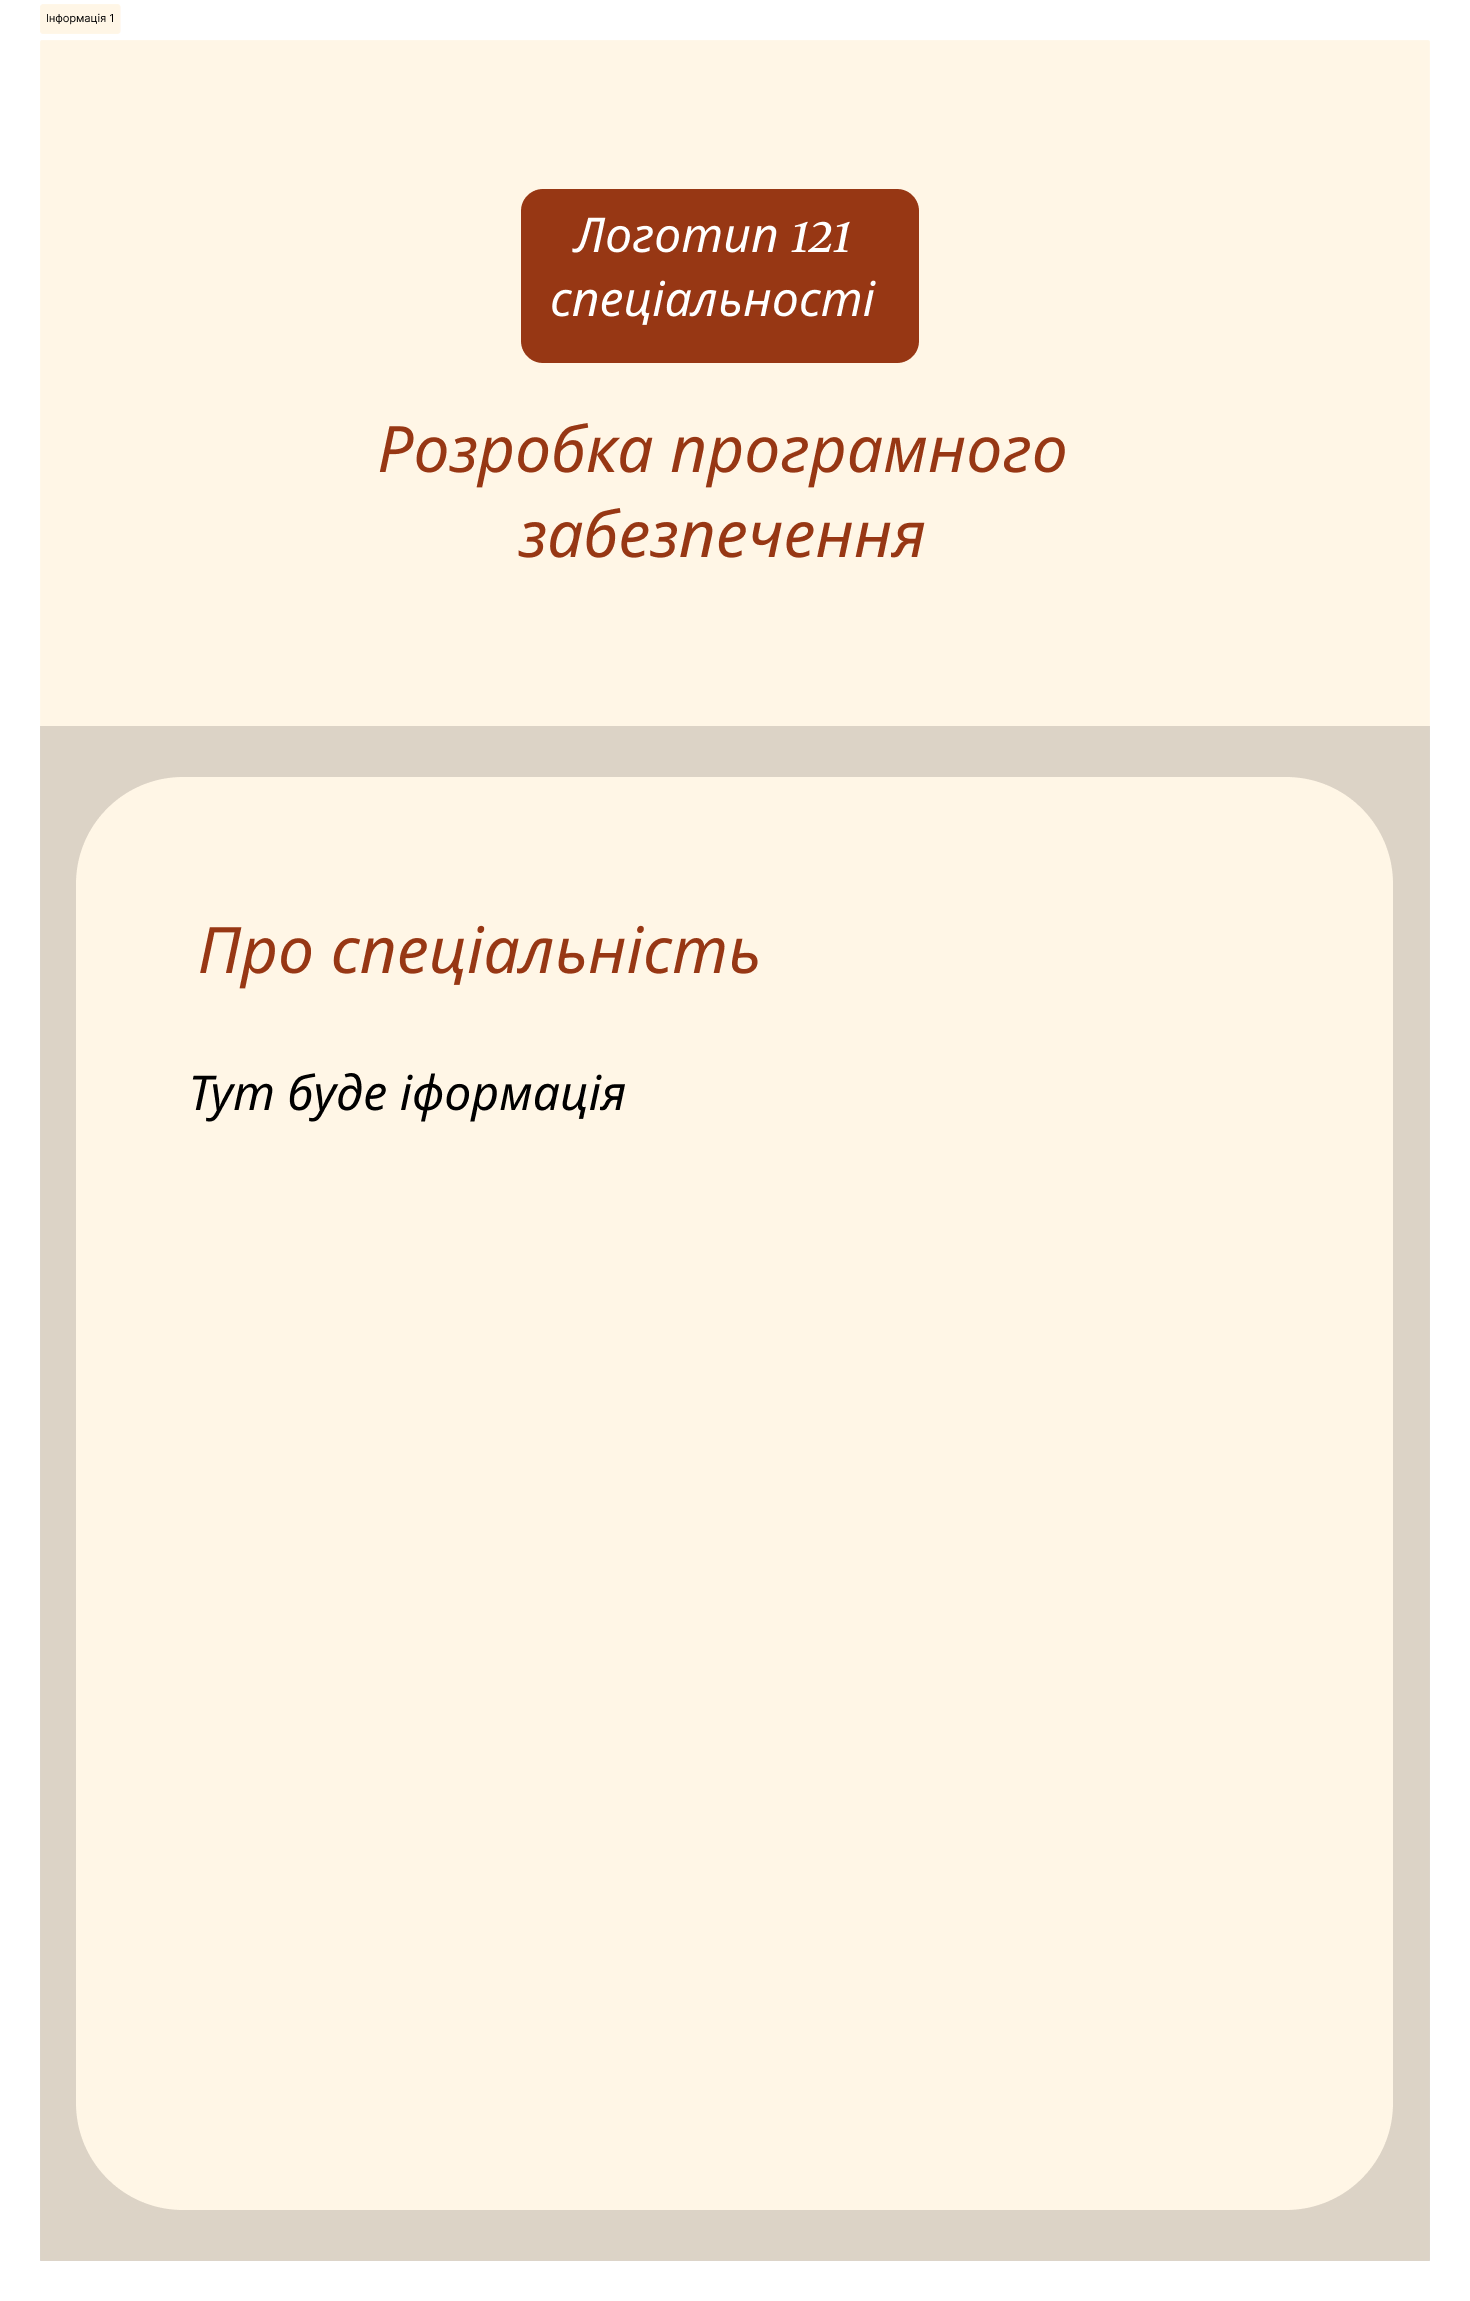 Інформація 1
Логотип 121
спеціальності
Розробка програмного
забезпечення
Про спеціальність
Тут буде іформація